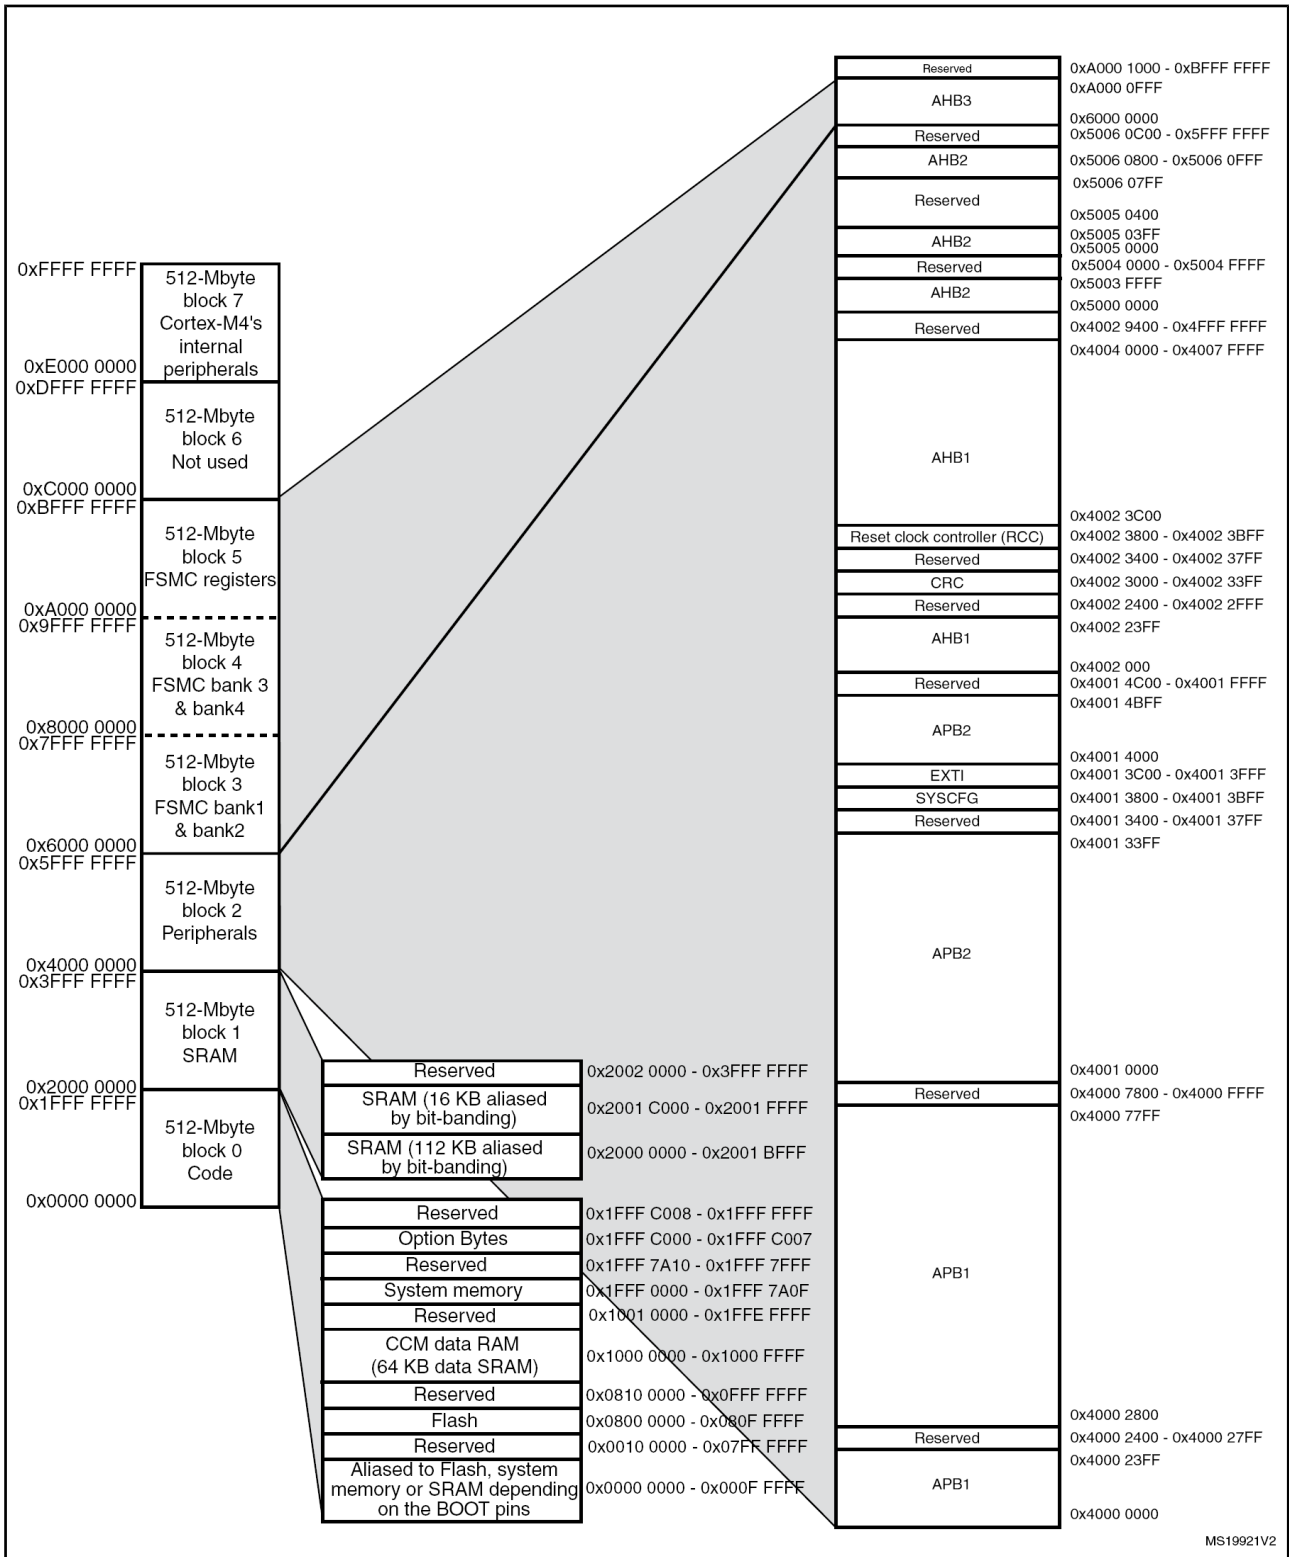 0xFFFF FFFF
512-Mbyte
block 7
Cortex-M4's
internal
peripherals
0xE000 0000
0xDFFF FFFF
512-Mbyte
block 6
Not used
0xC000 0000
0xBFFF FFFF
512-Mbyte
block 5
FSMC registers
0xA000 0000
0x9FFF FFFF
512-Mbyte
block 4
FSMC bank 3
& bank4
0x8000 0000
0x7FFF FFFF
512-Mbyte
block 3
FSMC bank1
& bank2
0x6000 0000
0x5FFF FFFF
512-Mbyte
block 2
Peripherals
0x4000 0000
0x3FFF FFFF
512-Mbyte
block 1
SRAM
0x2000 0000
0x1FFF FFFF
512-Mbyte
block 0
Code
0x0000 0000
Reserved 0x2002 0000 - 0x3FFF FFFF
SRAM (16 KB aliased
by bit-banding)
0x2001 C000 - 0x2001 FFFF
SRAM (112 KB aliased
by bit-banding)
0x2000 0000 - 0x2001 BFFF
Reserved 0x1FFF C008 - 0x1FFF FFFF
Option Bytes 0x1FFF C000 - 0x1FFF C007
Reserved 0x1FFF 7A10 - 0x1FFF 7FFF
System memory 0x1FFF 0000 - 0x1FFF 7A0F
Reserved 0x1001 0000 - 0x1FFE FFFF
CCM data RAM
(64 KB data SRAM)
0x1000 0000 - 0x1000 FFFF
Reserved 0x0810 0000 - 0x0FFF FFFF
Flash 0x0800 0000 - 0x080F FFFF
Reserved 0x0010 0000 - 0x07FF FFFF
Aliased to Flash, system
memory or SRAM depending
on the BOOT pins
0x0000 0000 - 0x000F FFFF
Reserved 0xA000 1000 - 0xBFFF FFFF
0xA000 0FFF
AHB3
0x6000 0000
Reserved 0x5006 0C00 - 0x5FFF FFFF
AHB2 0x5006 0800 - 0x5006 0FFF
0x5006 07FF
Reserved
0x5005 0400
0x5005 03FF
AHB2
0x5005 0000
Reserved 0x5004 0000 - 0x5004 FFFF
0x5003 FFFF
AHB2
0x5000 0000
Reserved 0x4002 9400 - 0x4FFF FFFF
0x4004 0000 - 0x4007 FFFF
AHB1
0x4002 3C00
Reset clock controller (RCC) 0x4002 3800 - 0x4002 3BFF
Reserved 0x4002 3400 - 0x4002 37FF
CRC 0x4002 3000 - 0x4002 33FF
Reserved 0x4002 2400 - 0x4002 2FFF
0x4002 23FF
AHB1
0x4002 000
Reserved 0x4001 4C00 - 0x4001 FFFF
0x4001 4BFF
APB2
0x4001 4000
EXTI 0x4001 3C00 - 0x4001 3FFF
SYSCFG 0x4001 3800 - 0x4001 3BFF
Reserved 0x4001 3400 - 0x4001 37FF
0x4001 33FF
APB2
0x4001 0000
Reserved 0x4000 7800 - 0x4000 FFFF
0x4000 77FF
APB1
0x4000 2800
Reserved 0x4000 2400 - 0x4000 27FF
0x4000 23FF
APB1
0x4000 0000
MS19921V2